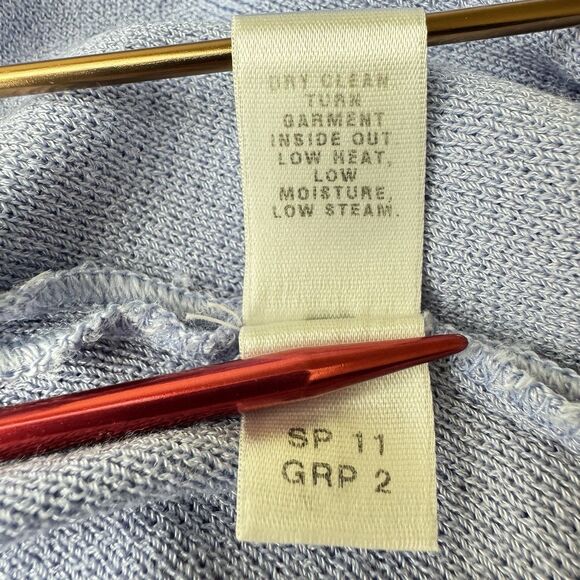 DRY CLEAN.
TURN
GARMENT
INSIDE OUT.
LOW HEAT,
LOW
MOISTURE,
LOW STEAM.
SP 11
GRP 2